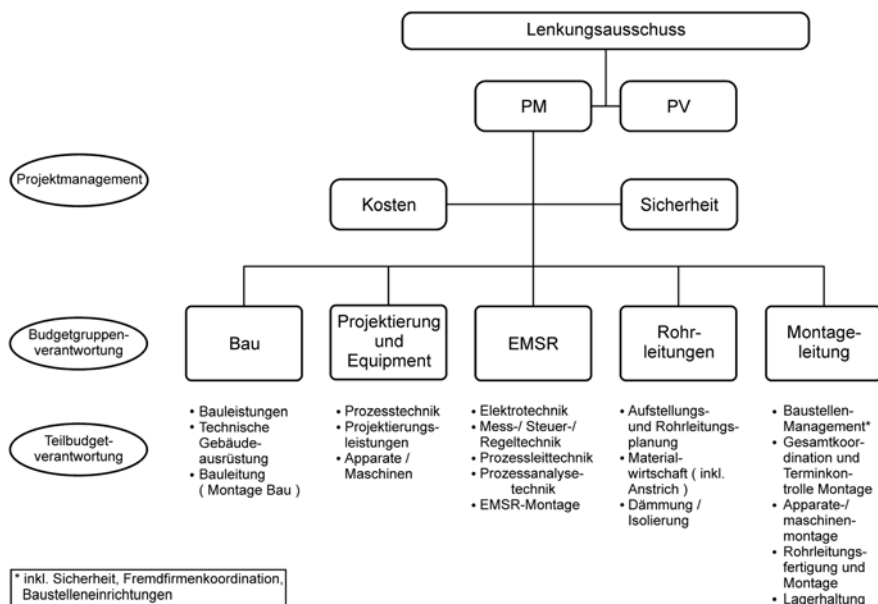 Lenkungsausschuss
PM
PV
Projektmanagement
Kosten
Sicherheit
Budgetgruppen-
verantwortung
Bau
Projektierung
und
Equipment
EMSR
Rohr-
leitungen
Montage-
leitung
Teilbudget-
verantwortung
• Bauleistungen
• Technische
Gebäude-
ausrüstung
• Bauleitung
( Montage Bau )
• Prozesstechnik
• Projektierungs-
leistungen
• Apparate /
Maschinen
• Elektrotechnik
• Mess-/ Steuer-/
Regeltechnik
• Prozessleittechnik
• Prozessanalyse-
technik
• EMSR-Montage
• Aufstellungs-
und Rohrleitungs-
planung
• Material-
wirtschaft ( inkl.
Anstrich )
• Dämmung /
Isolierung
• Baustellen-
Management*
• Gesamtkoor-
dination und
Terminkon-
trolle Montage
• Apparate-/
maschinen-
montage
• Rohrleitungs-
fertigung und
Montage
• Lagerhaltung
* inkl. Sicherheit, Fremdfirmenkoordination,
Baustelleneinrichtungen